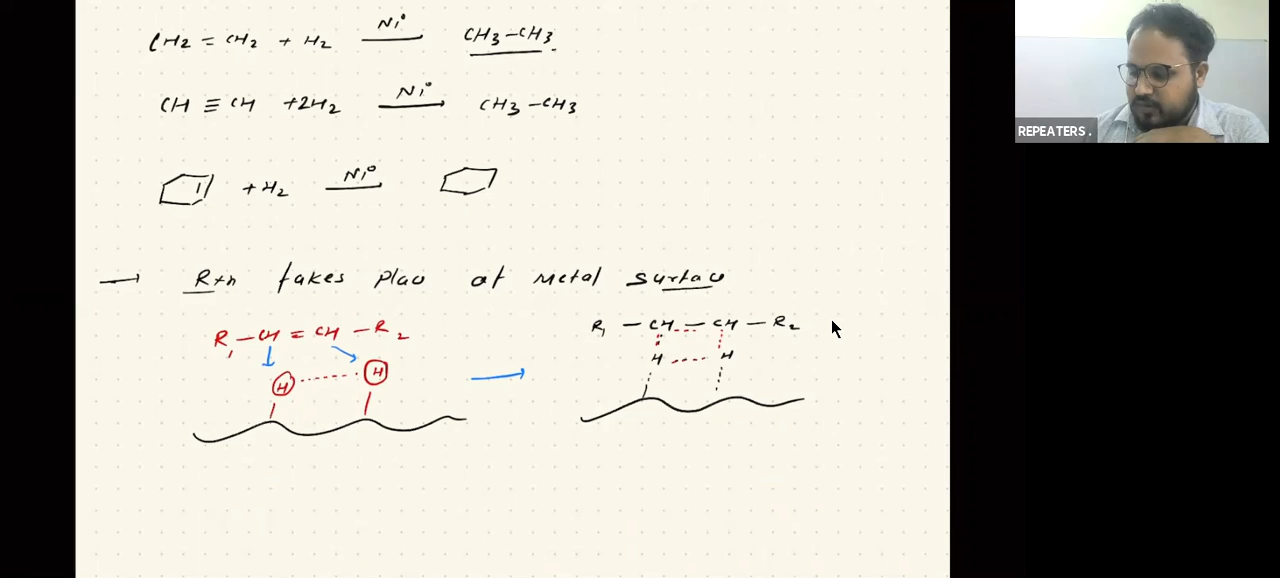 CH2 = CH2 + H2 Ni CH3-CH3
CH ≡ CH +2H2 Ni CH3-CH3
+H2 Ni
REPEATERS .
→ Rxn takes place at metal surface
R1-CH = CH-R2
H H
R1 - CH - CH - R2
H H